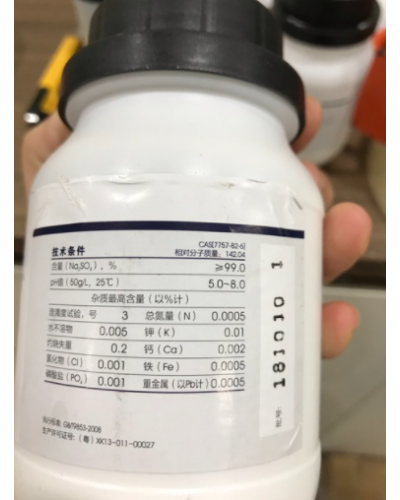 CAS[7757-82-6]
技术条件 相对分子质量：142.04
含量（Na₂SO₄），% ≥99.0
pH值（50g/L，25℃） 5.0~8.0
杂质最高含量（以%计）
澄清度试验，号 3 总氮量（N） 0.0005
水不溶物 0.005 钾（K） 0.01
灼烧失重 0.2 钙（Ca） 0.002
氯化物（Cl） 0.001 铁（Fe） 0.0005
磷酸盐（PO₄） 0.001 重金属（以Pb计） 0.0005
执行标准：GB/T9853-2008
生产许可证号：（粤）XK13-011-00027
批号： 181010 1